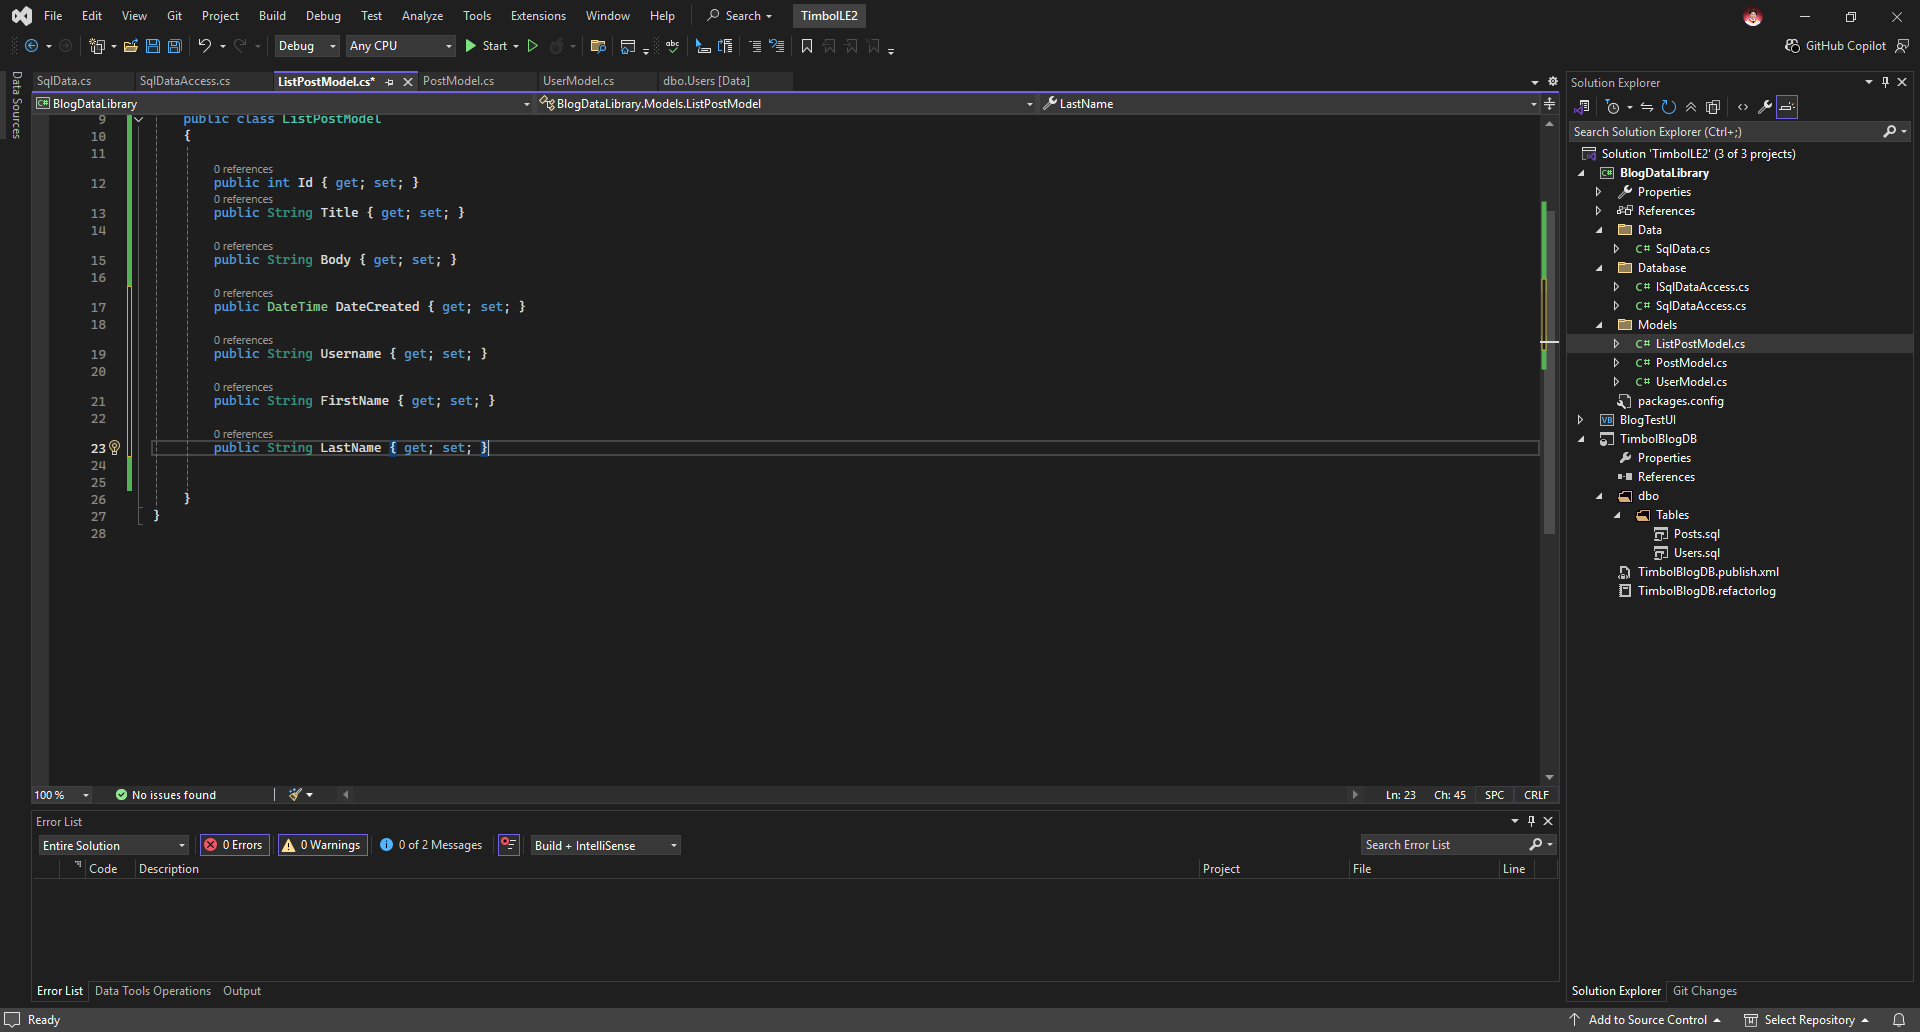 File Edit View Git Project Build Debug Test Analyze Tools Extensions Window Help Search TimbolLE2
Debug Any CPU Start GitHub Copilot
Data Sources
SqlData.cs SqlDataAccess.cs ListPostModel.cs* PostModel.cs UserModel.cs dbo.Users [Data]
BlogDataLibrary BlogDataLibrary.Models.ListPostModel LastName
9 public class ListPostModel
10 {
11
0 references
12 public int Id { get; set; }
0 references
13 public String Title { get; set; }
14
0 references
15 public String Body { get; set; }
16
0 references
17 public DateTime DateCreated { get; set; }
18
0 references
19 public String Username { get; set; }
20
0 references
21 public String FirstName { get; set; }
22
0 references
23 public String LastName { get; set; }
24
25
26 }
27 }
28
100 % No issues found Ln: 23 Ch: 45 SPC CRLF
Error List
Entire Solution 0 Errors 0 Warnings 0 of 2 Messages Build + IntelliSense Search Error List
Code Description Project File Line
Error List Data Tools Operations Output
Solution Explorer
Search Solution Explorer (Ctrl+;)
Solution 'TimbolLE2' (3 of 3 projects)
C# BlogDataLibrary
Properties
References
Data
C# SqlData.cs
Database
C# ISqlDataAccess.cs
C# SqlDataAccess.cs
Models
C# ListPostModel.cs
C# PostModel.cs
C# UserModel.cs
packages.config
VB BlogTestUI
TimbolBlogDB
Properties
References
dbo
Tables
Posts.sql
Users.sql
TimbolBlogDB.publish.xml
TimbolBlogDB.refactorlog
Solution Explorer Git Changes
Ready Add to Source Control Select Repository